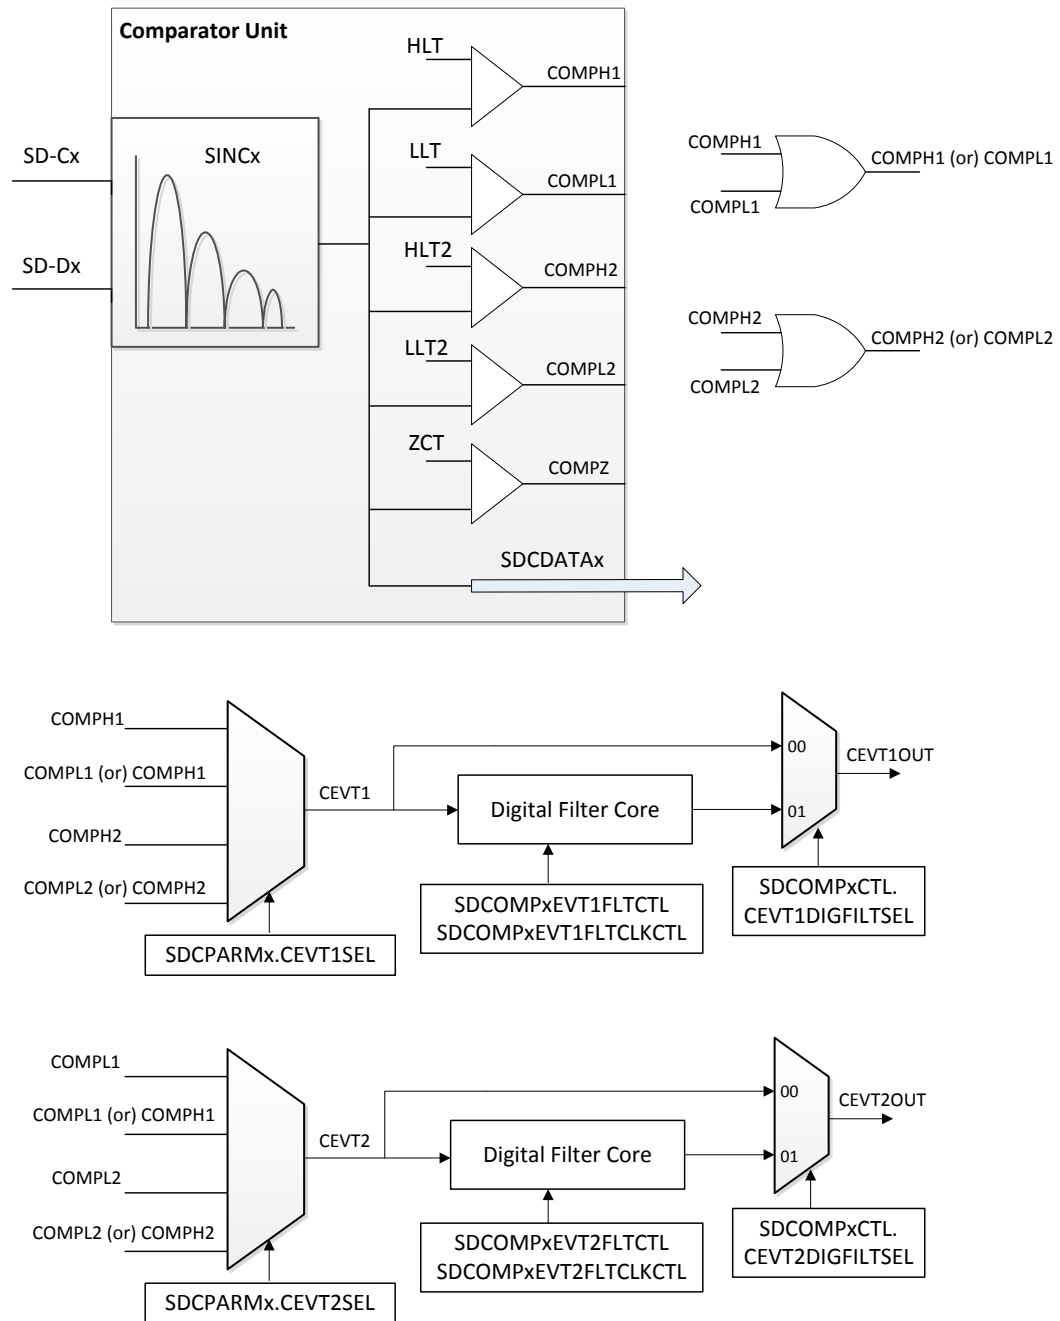 Comparator Unit
HLT
COMPH1
SD-Cx
SINCx
LLT
COMPL1
COMPH1
COMPH1 (or) COMPL1
COMPL1
SD-Dx
HLT2
COMPH2
LLT2
COMPL2
COMPH2
COMPH2 (or) COMPL2
COMPL2
ZCT
COMPZ
SDCDATAx
COMPH1
COMPL1 (or) COMPH1
COMPH2
COMPL2 (or) COMPH2
CEVT1
Digital Filter Core
00
01
CEVT1OUT
SDCPARMx.CEVT1SEL
SDCOMPxEVT1FLTCTL
SDCOMPxEVT1FLTCLKCTL
SDCOMPxCTL.
CEVT1DIGFILTSEL
COMPL1
COMPL1 (or) COMPH1
COMPL2
COMPL2 (or) COMPH2
CEVT2
Digital Filter Core
00
01
CEVT2OUT
SDCPARMx.CEVT2SEL
SDCOMPxEVT2FLTCTL
SDCOMPxEVT2FLTCLKCTL
SDCOMPxCTL.
CEVT2DIGFILTSEL